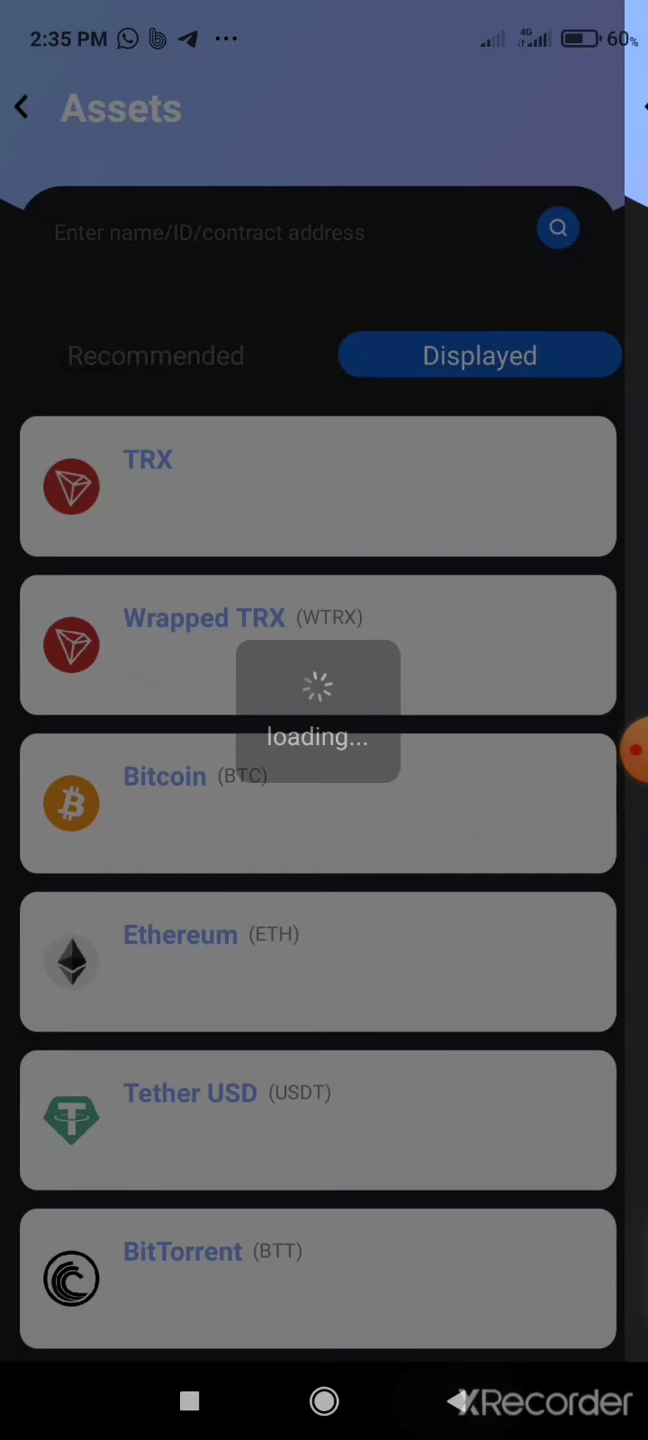 2:35 PM ... 4G 60%
Assets
Enter name/ID/contract address
Recommended Displayed
TRX
Wrapped TRX (WTRX)
loading...
Bitcoin (BTC)
Ethereum (ETH)
Tether USD (USDT)
BitTorrent (BTT)
XRecorder